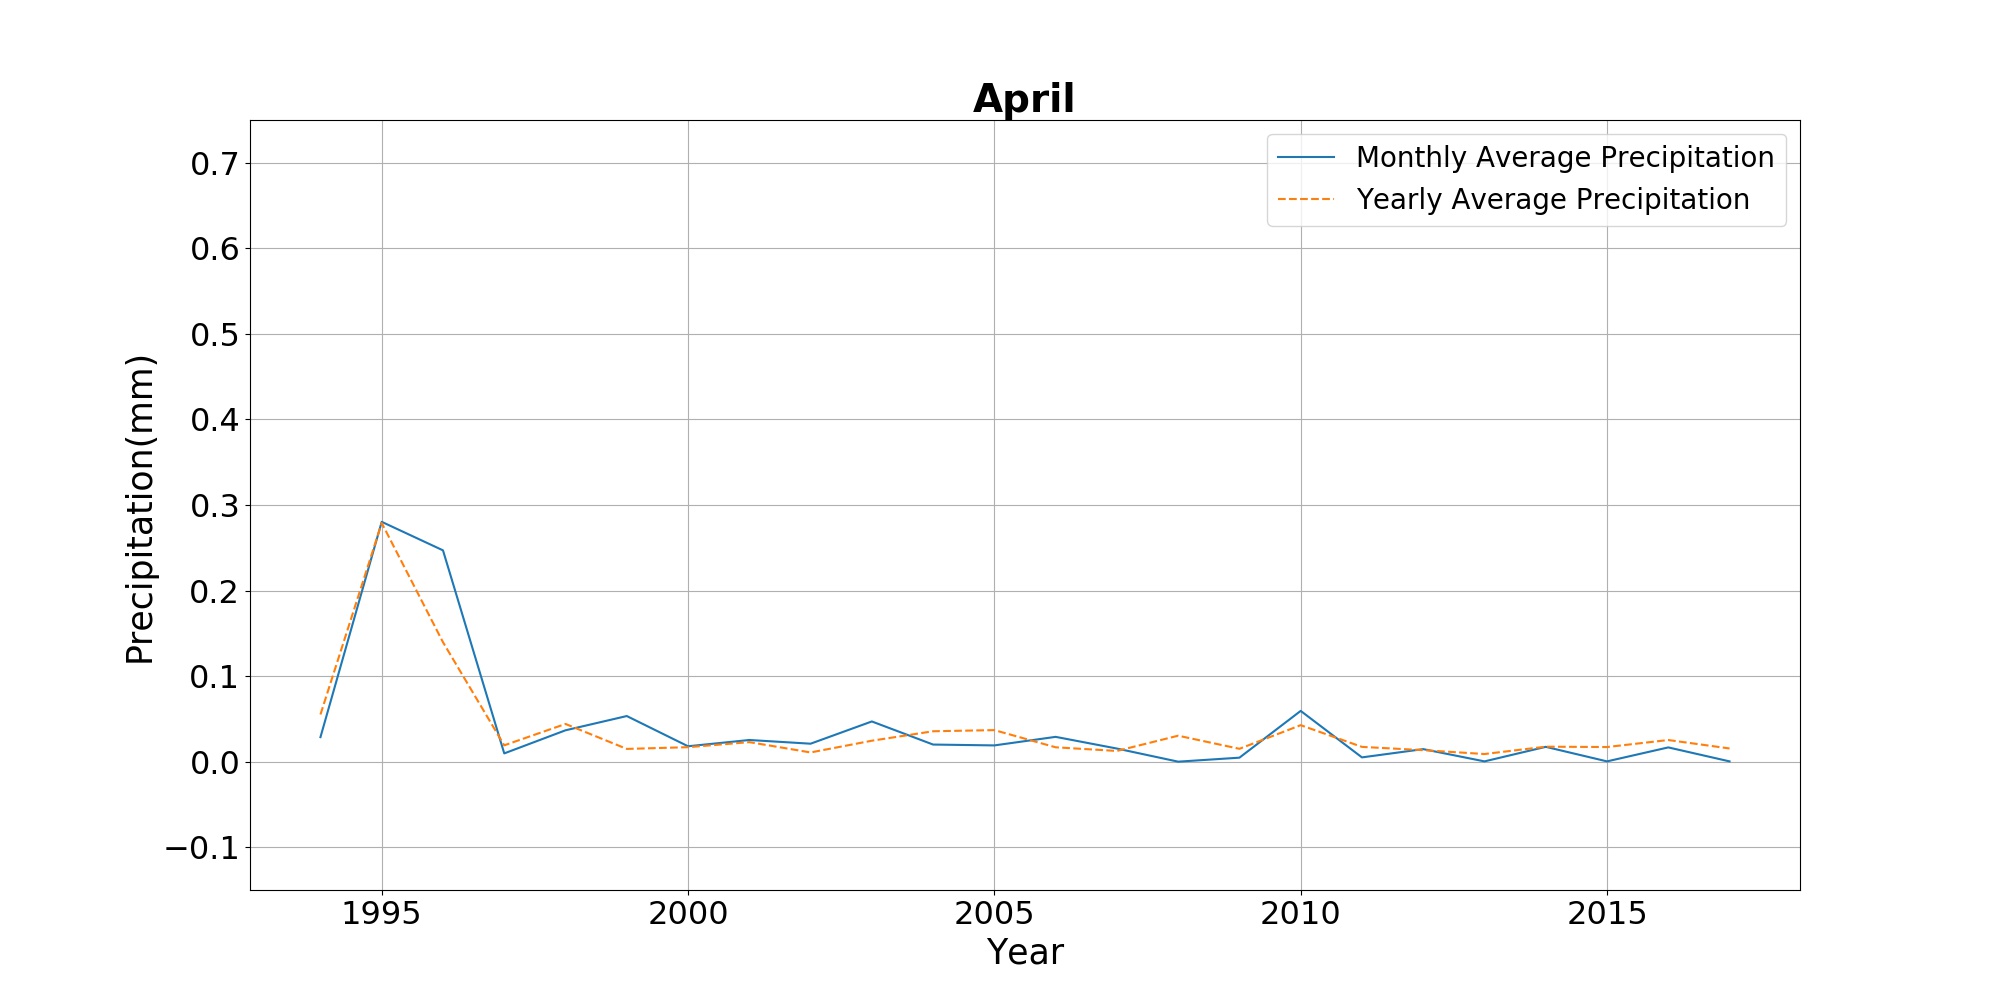 April
Monthly Average Precipitation
Yearly Average Precipitation
0.7
0.6
0.5
0.4
0.3
0.2
0.1
0.0
−0.1
Precipitation(mm)
1995 2000 2005 2010 2015
Year